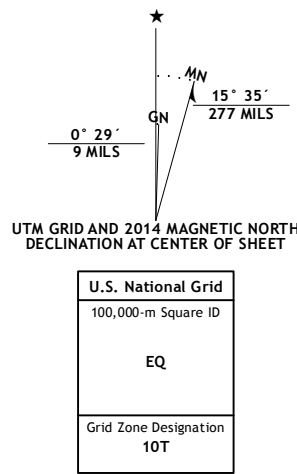 ★
MN
15° 35´
277 MILS
GN
0° 29´
9 MILS
UTM GRID AND 2014 MAGNETIC NORTH
DECLINATION AT CENTER OF SHEET
U.S. National Grid
100,000-m Square ID
EQ
Grid Zone Designation
10T